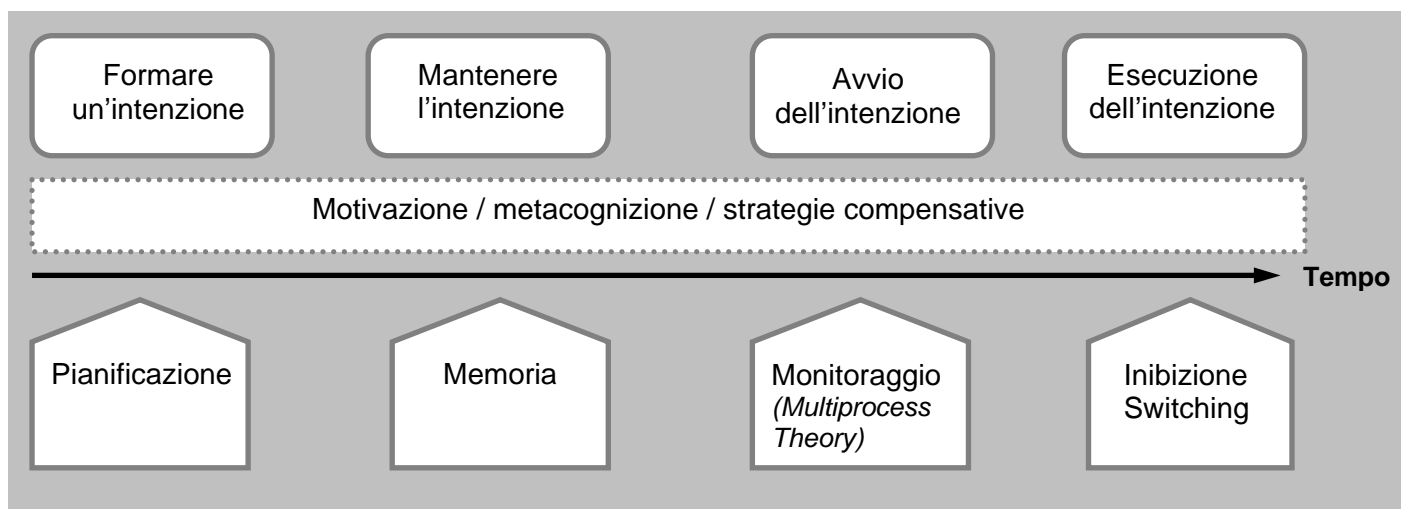 Formare
un'intenzione
Mantenere
l'intenzione
Avvio
dell'intenzione
Esecuzione
dell'intenzione
Motivazione / metacognizione / strategie compensative
Tempo
Pianificazione
Memoria
Monitoraggio
(Multiprocess
Theory)
Inibizione
Switching